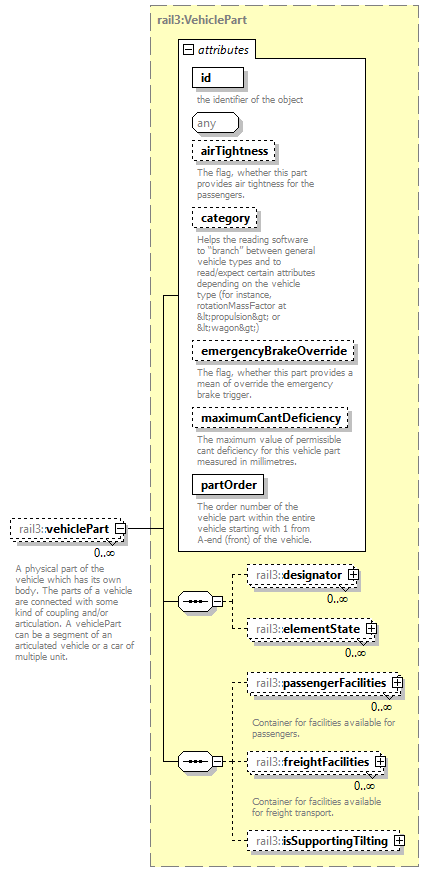 rail3:VehiclePart
attributes
id
the identifier of the object
any
airTightness
The flag, whether this part
provides air tightness for the
passengers.
category
Helps the reading software
to “branch” between general
vehicle types and to
read/expect certain attributes
depending on the vehicle
type (for instance,
rotationMassFactor at
&lt;propulsion&gt; or
&lt;wagon&gt;)
emergencyBrakeOverride
The flag, whether this part provides a
mean of override the emergency
brake trigger.
maximumCantDeficiency
The maximum value of permissible
cant deficiency for this vehicle part
measured in millimetres.
partOrder
The order number of the
vehicle part within the entire
vehicle starting with 1 from
A-end (front) of the vehicle.
rail3::vehiclePart
0..∞
A physical part of the
vehicle which has its own
body. The parts of a vehicle
are connected with some
kind of coupling and/or
articulation. A vehiclePart
can be a segment of an
articulated vehicle or a car of
multiple unit.
rail3::designator
0..∞
rail3::elementState
0..∞
rail3::passengerFacilities
0..∞
Container for facilities available for
passengers.
rail3::freightFacilities
0..∞
Container for facilities available
for freight transport.
rail3::isSupportingTilting